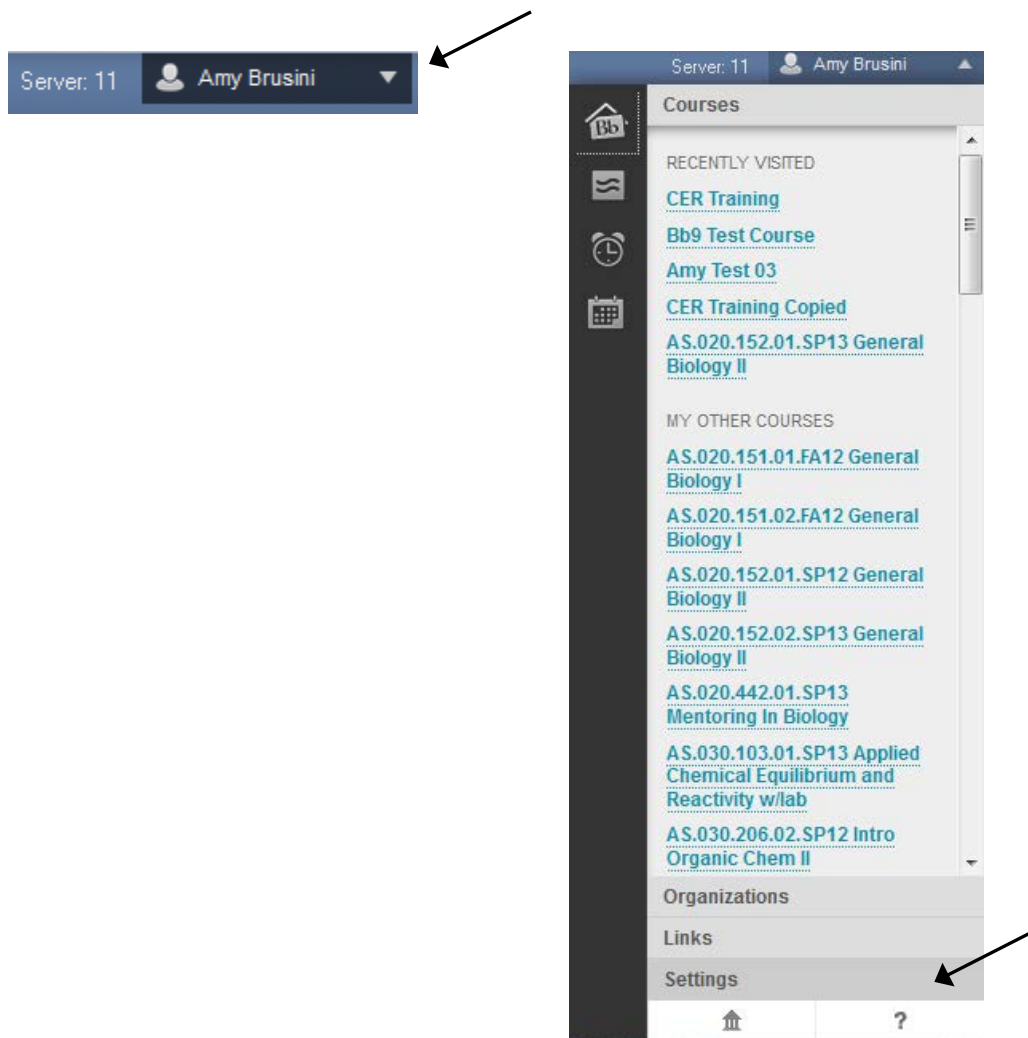 Server: 11 Amy Brusini
Server: 11 Amy Brusini
Bb
Courses
RECENTLY VISITED
CER Training
Bb9 Test Course
Amy Test 03
CER Training Copied
AS.020.152.01.SP13 General
Biology II
MY OTHER COURSES
AS.020.151.01.FA12 General
Biology I
AS.020.151.02.FA12 General
Biology I
AS.020.152.01.SP12 General
Biology II
AS.020.152.02.SP13 General
Biology II
AS.020.442.01.SP13
Mentoring In Biology
AS.030.103.01.SP13 Applied
Chemical Equilibrium and
Reactivity w/lab
AS.030.206.02.SP12 Intro
Organic Chem II
Organizations
Links
Settings
?